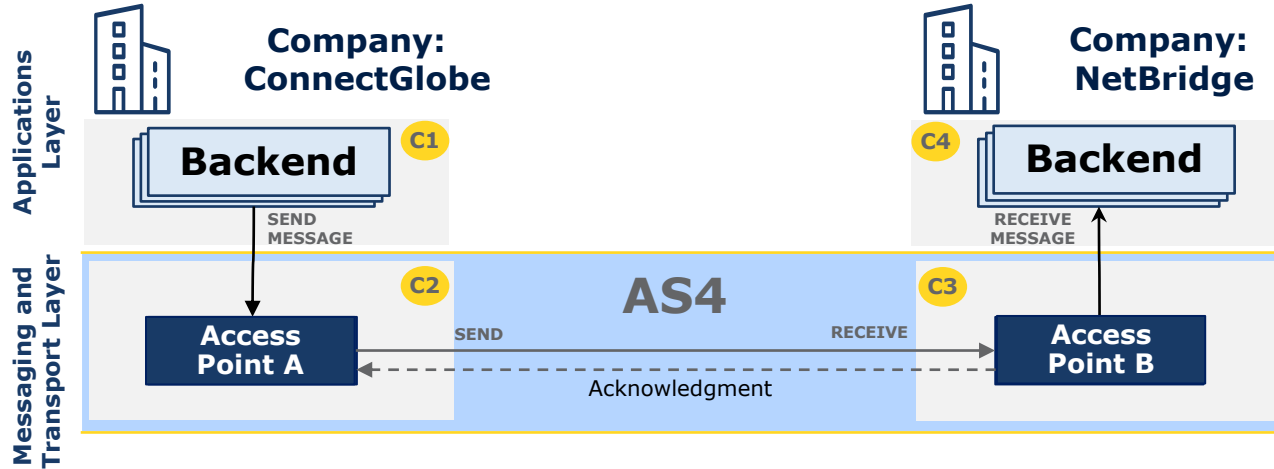 Company:
ConnectGlobe
Company:
NetBridge
Applications
Layer
C1
Backend
C4
Backend
SEND
MESSAGE
RECEIVE
MESSAGE
Messaging and
Transport Layer
C2
AS4
C3
Access
Point A
SEND
RECEIVE
Access
Point B
Acknowledgment